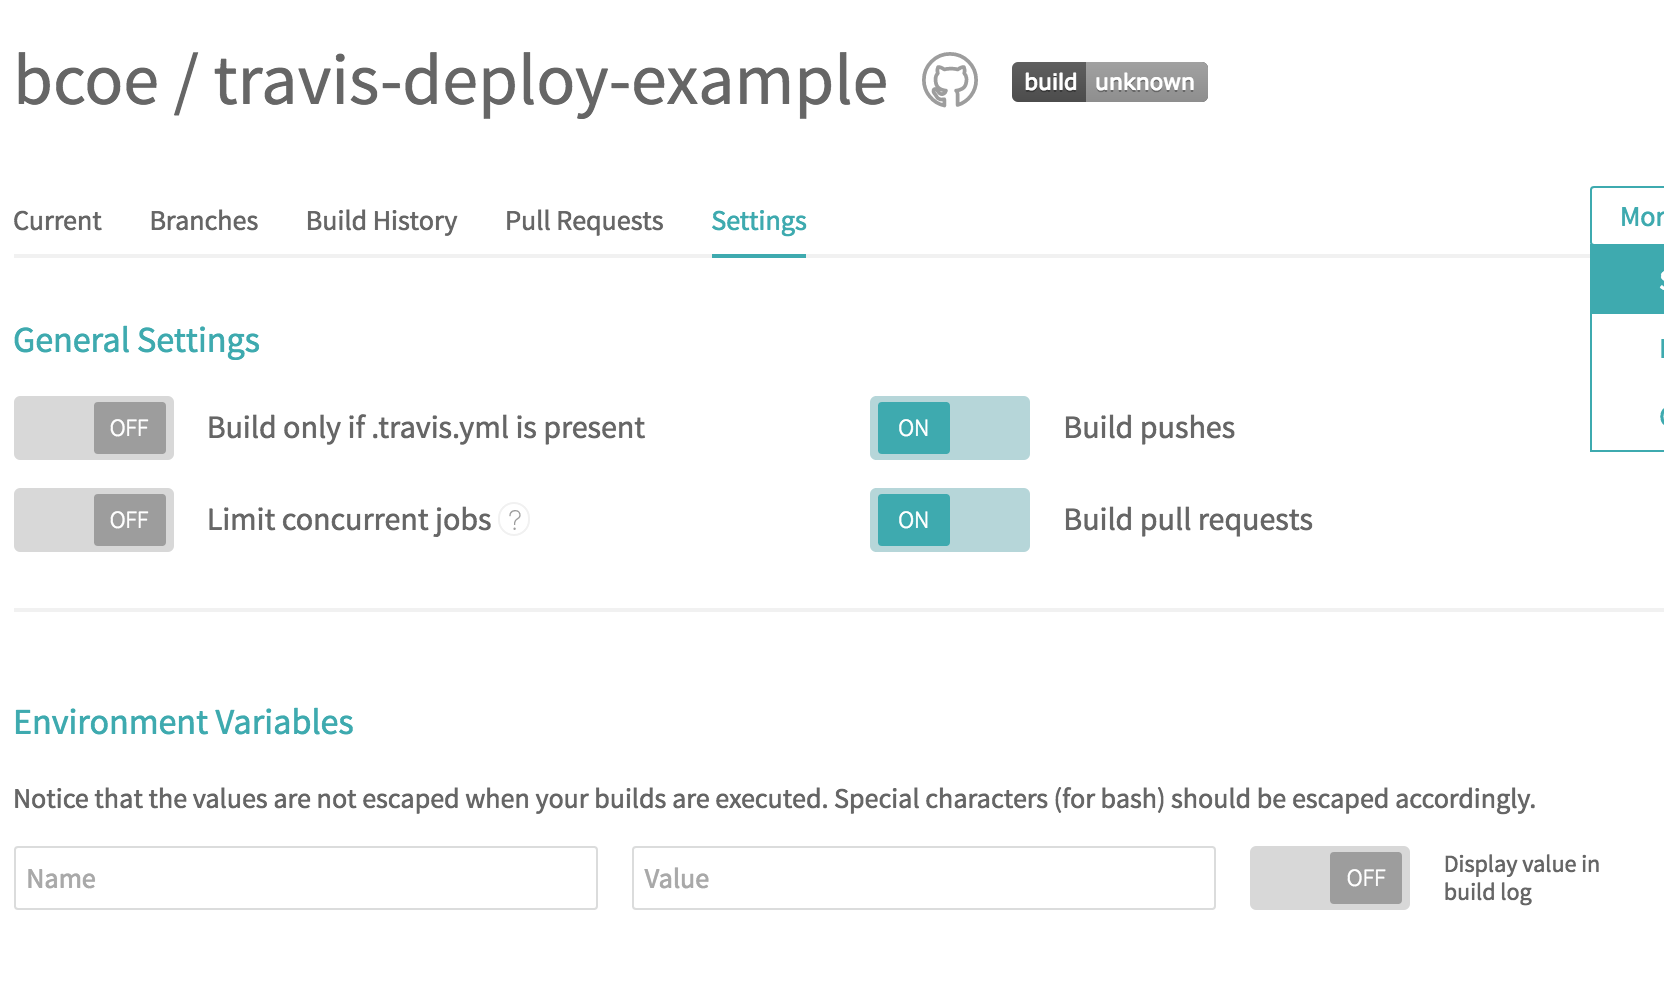 bcoe / travis-deploy-example
build unknown
Current Branches Build History Pull Requests Settings
General Settings
OFF Build only if .travis.yml is present ON Build pushes
OFF Limit concurrent jobs ? ON Build pull requests
Environment Variables
Notice that the values are not escaped when your builds are executed. Special characters (for bash) should be escaped accordingly.
Name Value OFF Display value in
build log